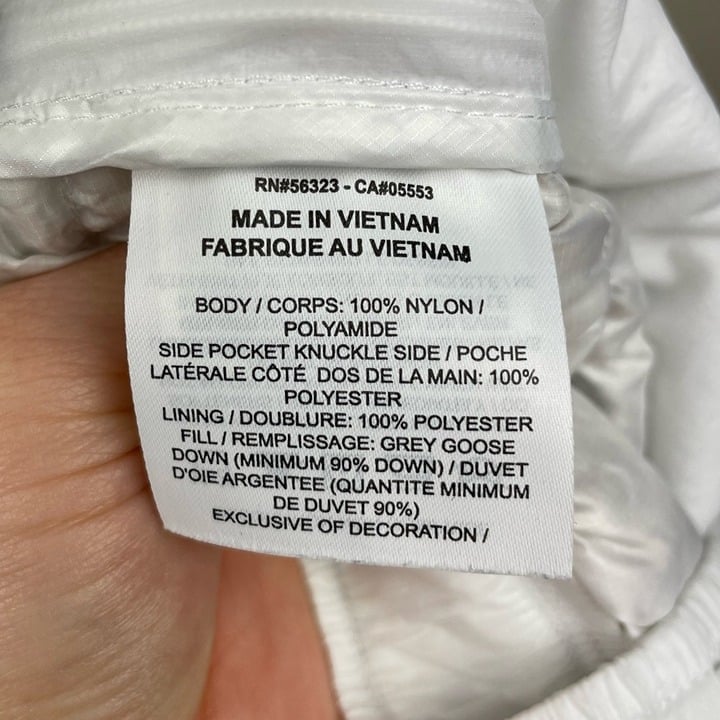 RN#56323 - CA#05553
MADE IN VIETNAM
FABRIQUE AU VIETNAM
BODY / CORPS: 100% NYLON /
POLYAMIDE
SIDE POCKET KNUCKLE SIDE / POCHE
LATÉRALE CÔTÉ DOS DE LA MAIN: 100%
POLYESTER
LINING / DOUBLURE: 100% POLYESTER
FILL / REMPLISSAGE: GREY GOOSE
DOWN (MINIMUM 90% DOWN) / DUVET
D'OIE ARGENTEE (QUANTITE MINIMUM
DE DUVET 90%)
EXCLUSIVE OF DECORATION /